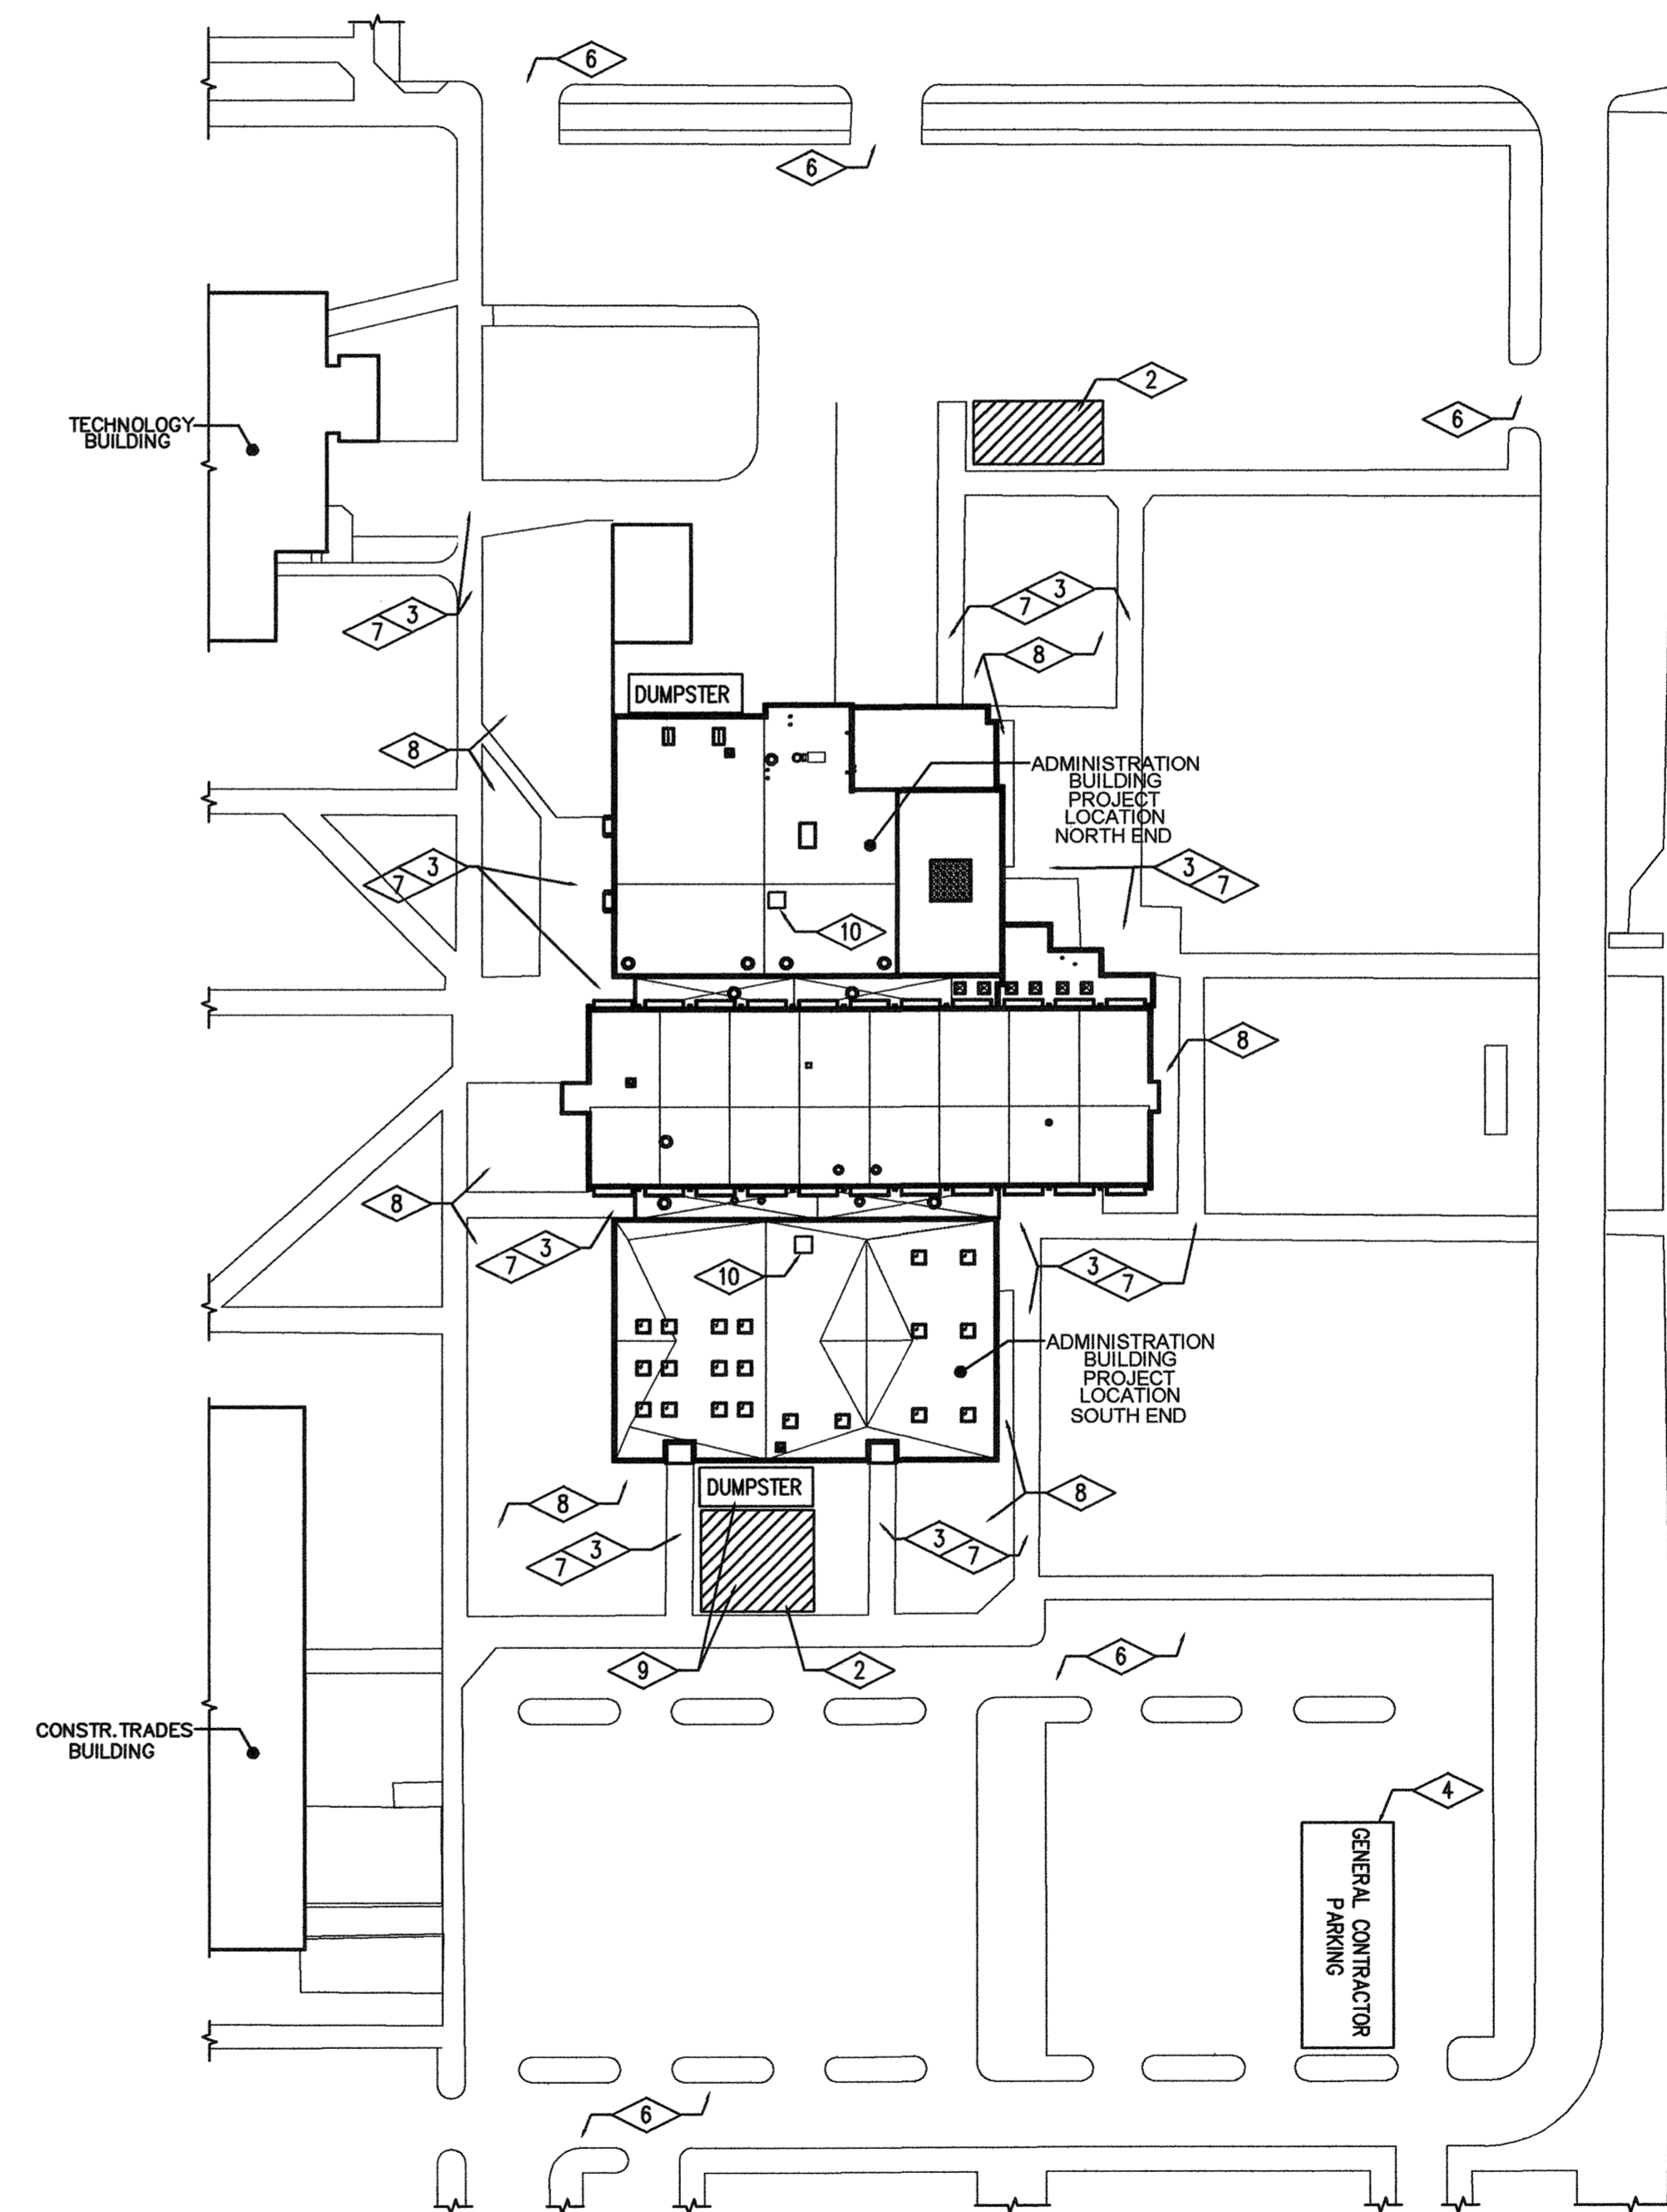 6
6
2
6
TECHNOLOGY
BUILDING
3
7
3
7
8
DUMPSTER
8
ADMINISTRATION
BUILDING
PROJECT
LOCATION
NORTH END
3
7
3
7
10
8
8
3
7
10
3
7
ADMINISTRATION
BUILDING
PROJECT
LOCATION
SOUTH END
DUMPSTER
8
8
3
7
3
7
9
2
6
CONSTR.TRADES
BUILDING
4
GENERAL CONTRACTOR
PARKING
6